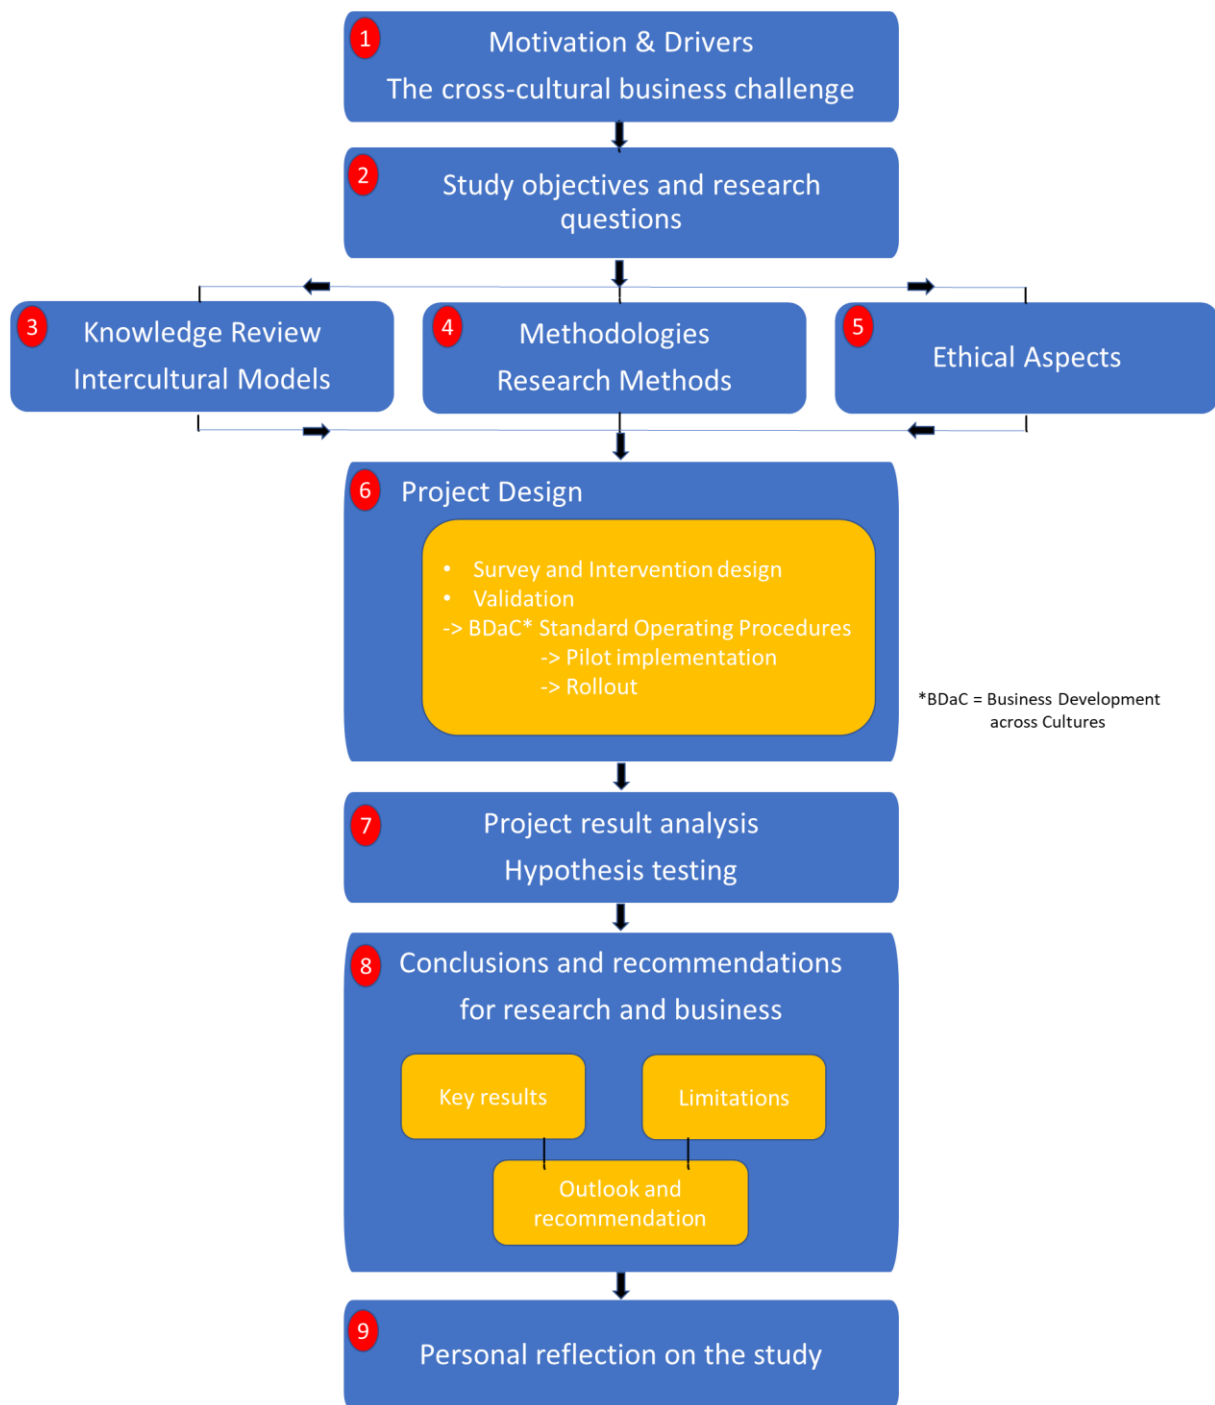 1
Motivation & Drivers
The cross-cultural business challenge
2
Study objectives and research
questions
3
Knowledge Review
Intercultural Models
4
Methodologies
Research Methods
5
Ethical Aspects
6
Project Design
• Survey and Intervention design
• Validation
-> BDaC* Standard Operating Procedures
-> Pilot implementation
-> Rollout
*BDaC = Business Development
across Cultures
7
Project result analysis
Hypothesis testing
8
Conclusions and recommendations
for research and business
Key results
Limitations
Outlook and
recommendation
9
Personal reflection on the study